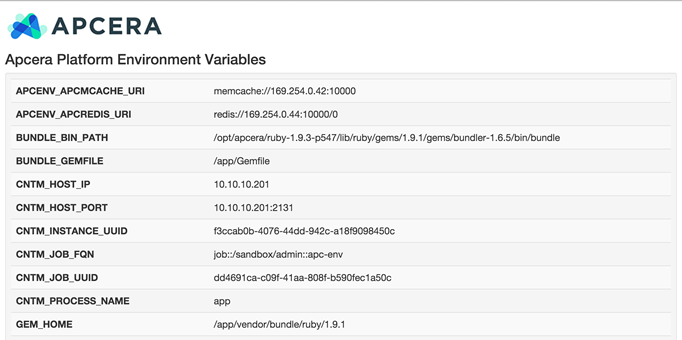 APCERA
Apcera Platform Environment Variables
APCENV_APCMCACHE_URI memcache://169.254.0.42:10000
APCENV_APCREDIS_URI redis://169.254.0.44:10000/0
BUNDLE_BIN_PATH /opt/apcera/ruby-1.9.3-p547/lib/ruby/gems/1.9.1/gems/bundler-1.6.5/bin/bundle
BUNDLE_GEMFILE /app/Gemfile
CNTM_HOST_IP 10.10.10.201
CNTM_HOST_PORT 10.10.10.201:2131
CNTM_INSTANCE_UUID f3ccab0b-4076-44dd-942c-a18f9098450c
CNTM_JOB_FQN job::/sandbox/admin::apc-env
CNTM_JOB_UUID dd4691ca-c09f-41aa-808f-b590fec1a50c
CNTM_PROCESS_NAME app
GEM_HOME /app/vendor/bundle/ruby/1.9.1